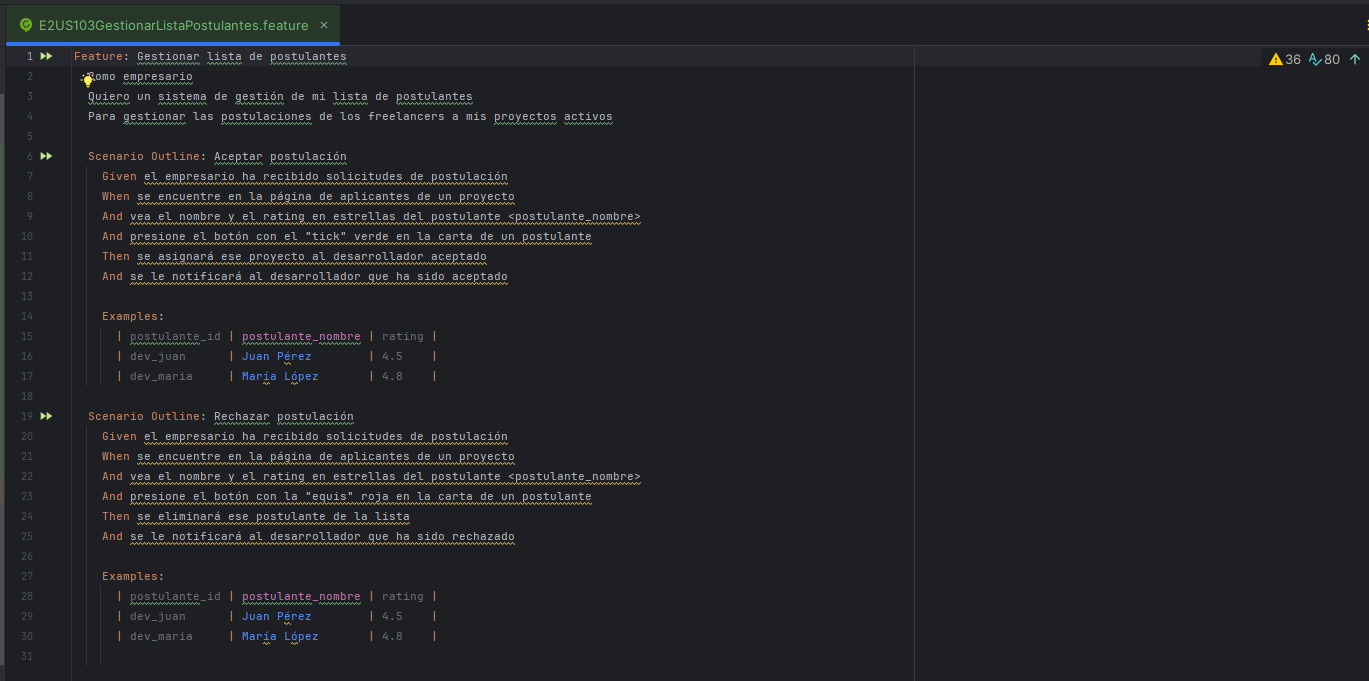 E2US103GestionarListaPostulantes.feature ×
36 80
1 Feature: Gestionar lista de postulantes
2 Como empresario
3 Quiero un sistema de gestión de mi lista de postulantes
4 Para gestionar las postulaciones de los freelancers a mis proyectos activos
5
6 Scenario Outline: Aceptar postulación
7 Given el empresario ha recibido solicitudes de postulación
8 When se encuentre en la página de aplicantes de un proyecto
9 And vea el nombre y el rating en estrellas del postulante <postulante_nombre>
10 And presione el botón con el "tick" verde en la carta de un postulante
11 Then se asignará ese proyecto al desarrollador aceptado
12 And se le notificará al desarrollador que ha sido aceptado
13
14 Examples:
15 | postulante_id | postulante_nombre | rating |
16 | dev_juan | Juan Pérez | 4.5 |
17 | dev_maria | María López | 4.8 |
18
19 Scenario Outline: Rechazar postulación
20 Given el empresario ha recibido solicitudes de postulación
21 When se encuentre en la página de aplicantes de un proyecto
22 And vea el nombre y el rating en estrellas del postulante <postulante_nombre>
23 And presione el botón con la "equis" roja en la carta de un postulante
24 Then se eliminará ese postulante de la lista
25 And se le notificará al desarrollador que ha sido rechazado
26
27 Examples:
28 | postulante_id | postulante_nombre | rating |
29 | dev_juan | Juan Pérez | 4.5 |
30 | dev_maria | María López | 4.8 |
31